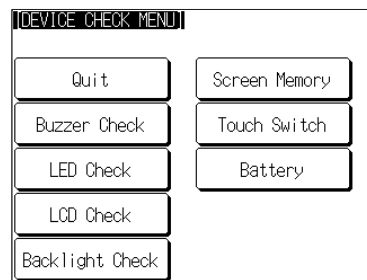 [DEVICE CHECK MENU]
Quit
Screen Memory
Buzzer Check
Touch Switch
LED Check
Battery
LCD Check
Backlight Check